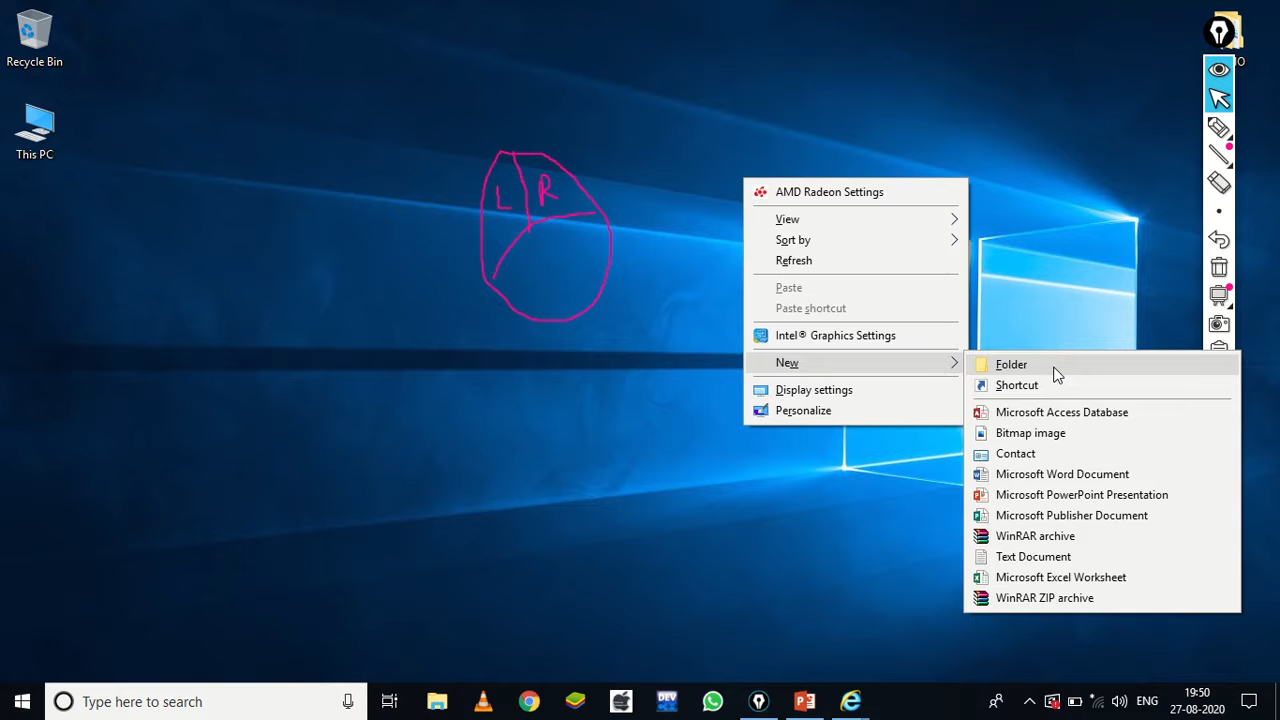 Recycle Bin
This PC
L R
AMD Radeon Settings
View
Sort by
Refresh
Paste
Paste shortcut
Intel® Graphics Settings
New
Display settings
Personalize
Folder
Shortcut
Microsoft Access Database
Bitmap image
Contact
Microsoft Word Document
Microsoft PowerPoint Presentation
Microsoft Publisher Document
WinRAR archive
Text Document
Microsoft Excel Worksheet
WinRAR ZIP archive
Type here to search
DEV
ENG
19:50
27-08-2020